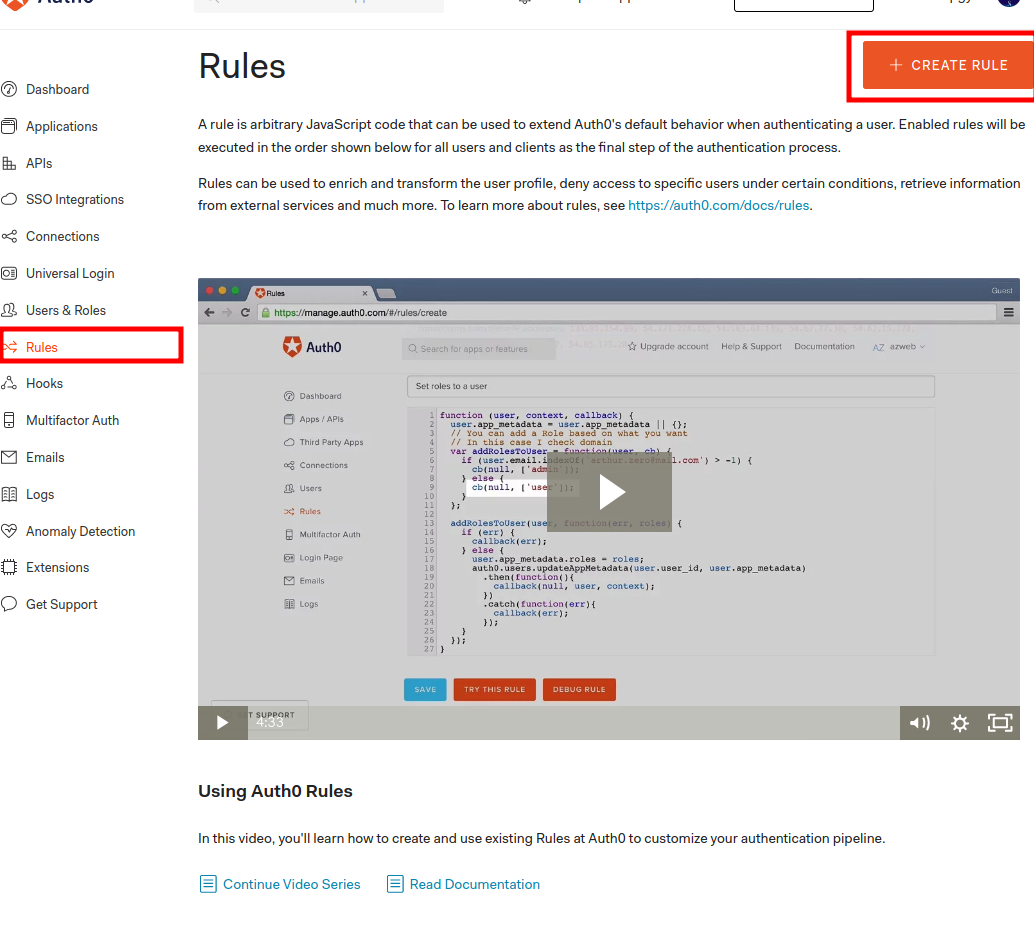 Auth0
Rules
+ CREATE RULE
Dashboard
Applications
APIs
SSO Integrations
Connections
Universal Login
Users & Roles
Rules
Hooks
Multifactor Auth
Emails
Logs
Anomaly Detection
Extensions
Get Support
A rule is arbitrary JavaScript code that can be used to extend Auth0's default behavior when authenticating a user. Enabled rules will be
executed in the order shown below for all users and clients as the final step of the authentication process.
Rules can be used to enrich and transform the user profile, deny access to specific users under certain conditions, retrieve information
from external services and much more. To learn more about rules, see https://auth0.com/docs/rules.
Rules
Guest
https://manage.auth0.com/#/rules/create
Auth0
Search for apps or features
Upgrade account
Help & Support
Documentation
AZ azweb
Dashboard
Apps / APIs
Third Party Apps
Connections
Users
Rules
Multifactor Auth
Login Page
Emails
Logs
Set roles to a user
1 function (user, context, callback) {
2 user.app_metadata = user.app_metadata || {};
3 // You can add a Role based on what you want
4 // In this case I check domain
5 var addRolesToUser = function(user, cb) {
6 if (user.email.indexOf('arthur.zero@mail.com') > -1) {
7 cb(null, ['admin']);
8 } else {
9 cb(null, ['user']);
10 }
11 };
12
13 addRolesToUser(user, function(err, roles) {
14 if (err) {
15 callback(err);
16 } else {
17 user.app_metadata.roles = roles;
18 auth0.users.updateAppMetadata(user.user_id, user.app_metadata)
19 .then(function(){
20 callback(null, user, context);
21 })
22 .catch(function(err){
23 callback(err);
24 });
25 }
26 });
27 }
SAVE
TRY THIS RULE
DEBUG RULE
SUPPORT
4:33
Using Auth0 Rules
In this video, you'll learn how to create and use existing Rules at Auth0 to customize your authentication pipeline.
Continue Video Series
Read Documentation